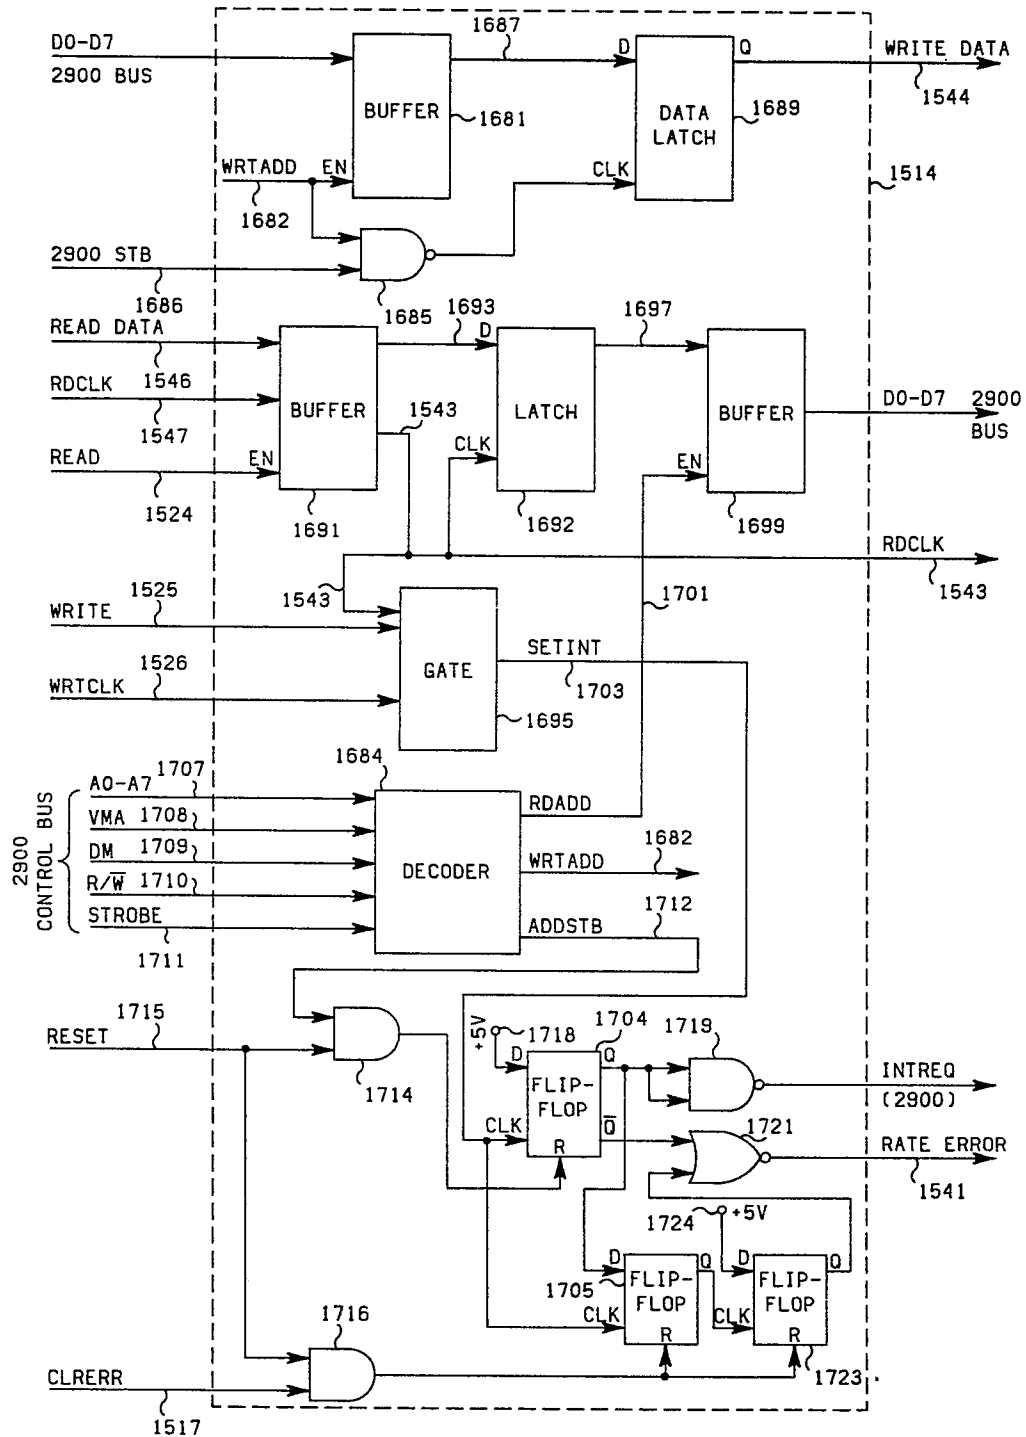 D0-D7
2900 BUS
1687
D
Q
WRITE DATA
1544
BUFFER
1681
DATA
LATCH
1689
WRTADD
EN
CLK
1682
1514
2900 STB
1686
1685
READ DATA
1693
D
1697
1546
RDCLK
1547
BUFFER
1543
LATCH
BUFFER
D0-D7 2900
BUS
CLK
READ
EN
EN
1524
1691
1692
1699
RDCLK
1543
1543
1701
1525
WRITE
GATE
SETINT
1703
1526
WRTCLK
1695
1684
2900
CONTROL BUS
A0-A7
1707
VMA
1708
DM
1709
R/W̅
1710
STROBE
1711
DECODER
RDADD
WRTADD
1682
ADDSTB
1712
1715
RESET
1714
+5V
1718
1704
1719
D
Q
FLIP-
FLOP
CLK
Q̅
R
INTREQ
(2900)
1721
RATE ERROR
1541
1724
+5V
D
Q
D
Q
1705
FLIP-
FLOP
FLIP-
FLOP
CLK
CLK
R
R
1716
1723
CLRERR
1517